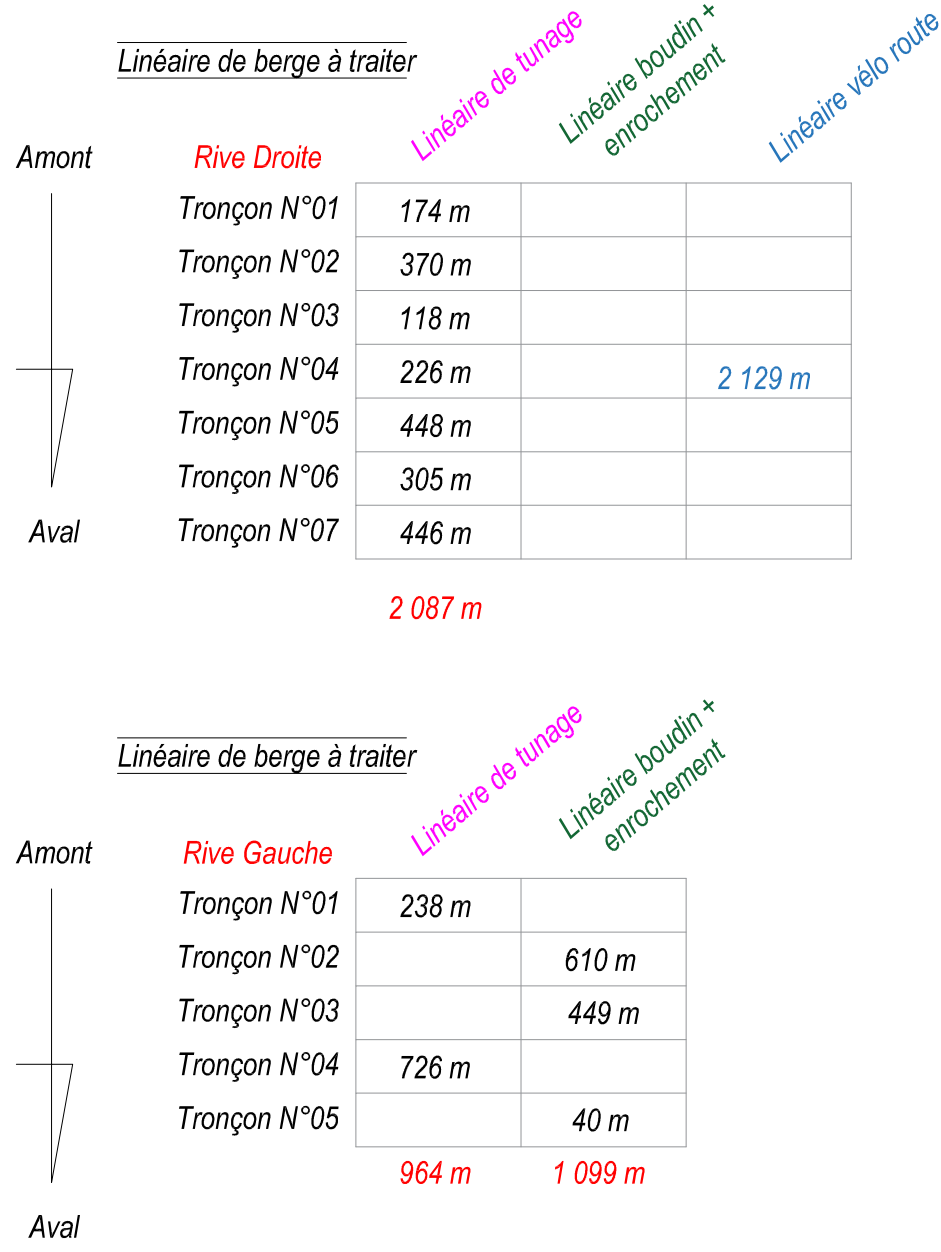 Linéaire de berge à traiter
Linéaire de tunage
Linéaire boudin +
enrochement
Linéaire vélo route
Amont
Rive Droite
Tronçon N°01 174 m
Tronçon N°02 370 m
Tronçon N°03 118 m
Tronçon N°04 226 m 2 129 m
Tronçon N°05 448 m
Tronçon N°06 305 m
Aval Tronçon N°07 446 m
2 087 m
Linéaire de berge à traiter
Linéaire de tunage
Linéaire boudin +
enrochement
Amont
Rive Gauche
Tronçon N°01 238 m
Tronçon N°02 610 m
Tronçon N°03 449 m
Tronçon N°04 726 m
Tronçon N°05 40 m
964 m 1 099 m
Aval